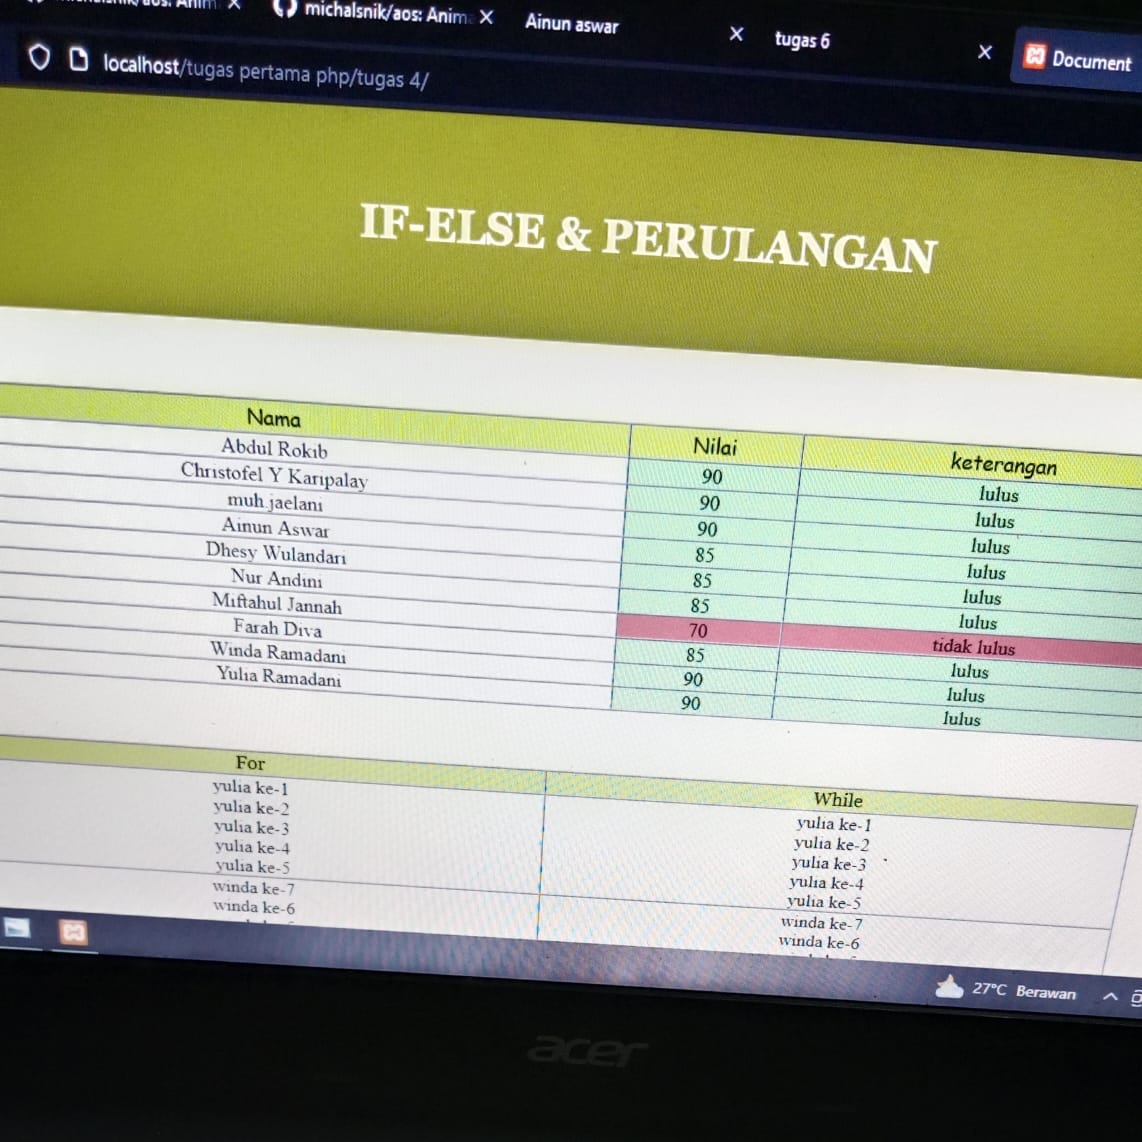 michalsnik/aos: Anim
Ainun aswar
tugas 6
Document
localhost/tugas pertama php/tugas 4/
IF-ELSE & PERULANGAN
Nama Nilai keterangan
Abdul Rokib 90 lulus
Christofel Y Karipalay 90 lulus
muh.jaelani 90 lulus
Ainun Aswar 85 lulus
Dhesy Wulandari 85 lulus
Nur Andini 85 lulus
Miftahul Jannah 70 tidak lulus
Farah Diva 85 lulus
Winda Ramadani 90 lulus
Yulia Ramadani 90 lulus
For While
yulia ke-1 yulia ke-1
yulia ke-2 yulia ke-2
yulia ke-3 yulia ke-3
yulia ke-4 yulia ke-4
yulia ke-5 yulia ke-5
winda ke-7 winda ke-7
winda ke-6 winda ke-6
27°C Berawan
acer